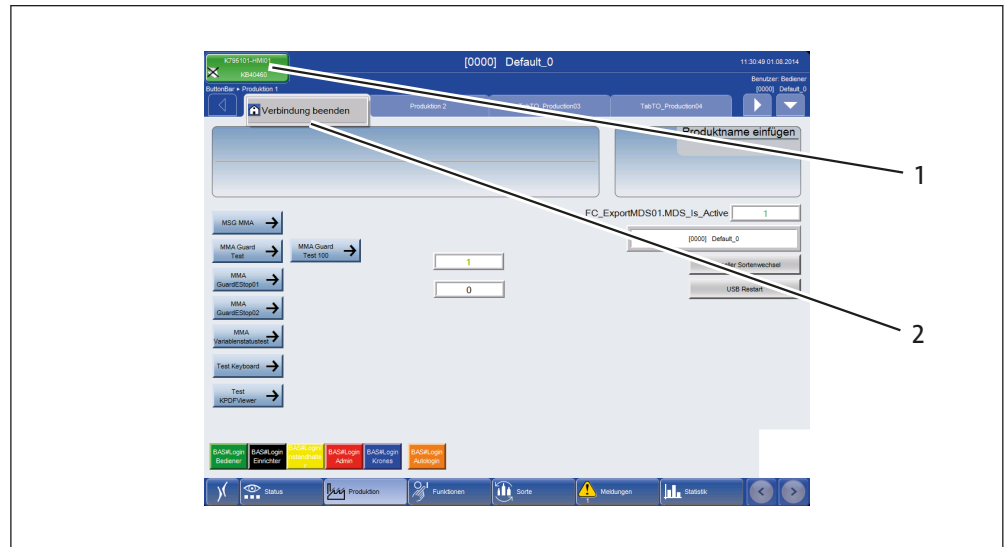 K795101-HMI01
KB40460
[0000] Default_0
11:30:49 01.08.2014
Benutzer: Bediener
[0000] Default_0
ButtonBar ▸ Produktion 1
Verbindung beenden
Produktion 2
TabTO_Production03
TabTO_Production04
Produktname einfügen
1
FC_ExportMDS01.MDS_Is_Active
1
[0000] Default_0
MSG MMA
MMA Guard
Test
MMA Guard
Test 100
1
Sortenwechsel
MMA
GuardEStop01
0
USB Restart
MMA
GuardEStop02
2
MMA
Variablenstatustest
Test Keyboard
Test
KPDFViewer
BAS#Login
Bediener
BAS#Login
Einrichter
BAS#Login
Admin
BAS#Login
Krones
BAS#Login
Autologin
Status
Produktion
Funktionen
Sorte
Meldungen
Statistik